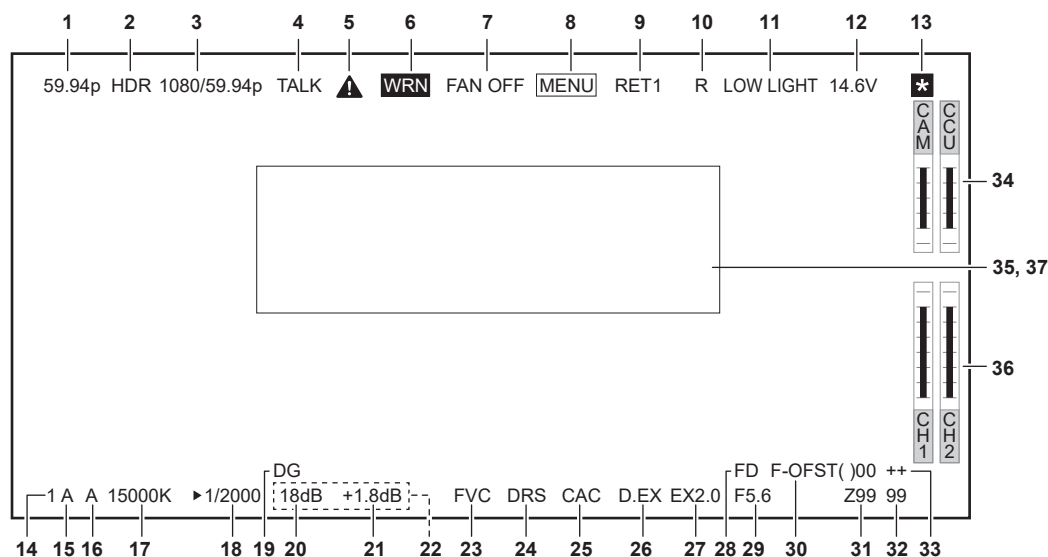 1 2 3 4 5 6 7 8 9 10 11 12 13
59.94p HDR 1080/59.94p TALK WRN FAN OFF MENU RET1 R LOW LIGHT 14.6V *
CAM CCU
34
35, 37
36
CH1 CH2
DG FD F-OFST( )00 ++
1 A A 15000K ▶1/2000 18dB +1.8dB FVC DRS CAC D.EX EX2.0 F5.6 Z99 99
14 15 16 17 18 19 20 21 22 23 24 25 26 27 28 29 30 31 32 33